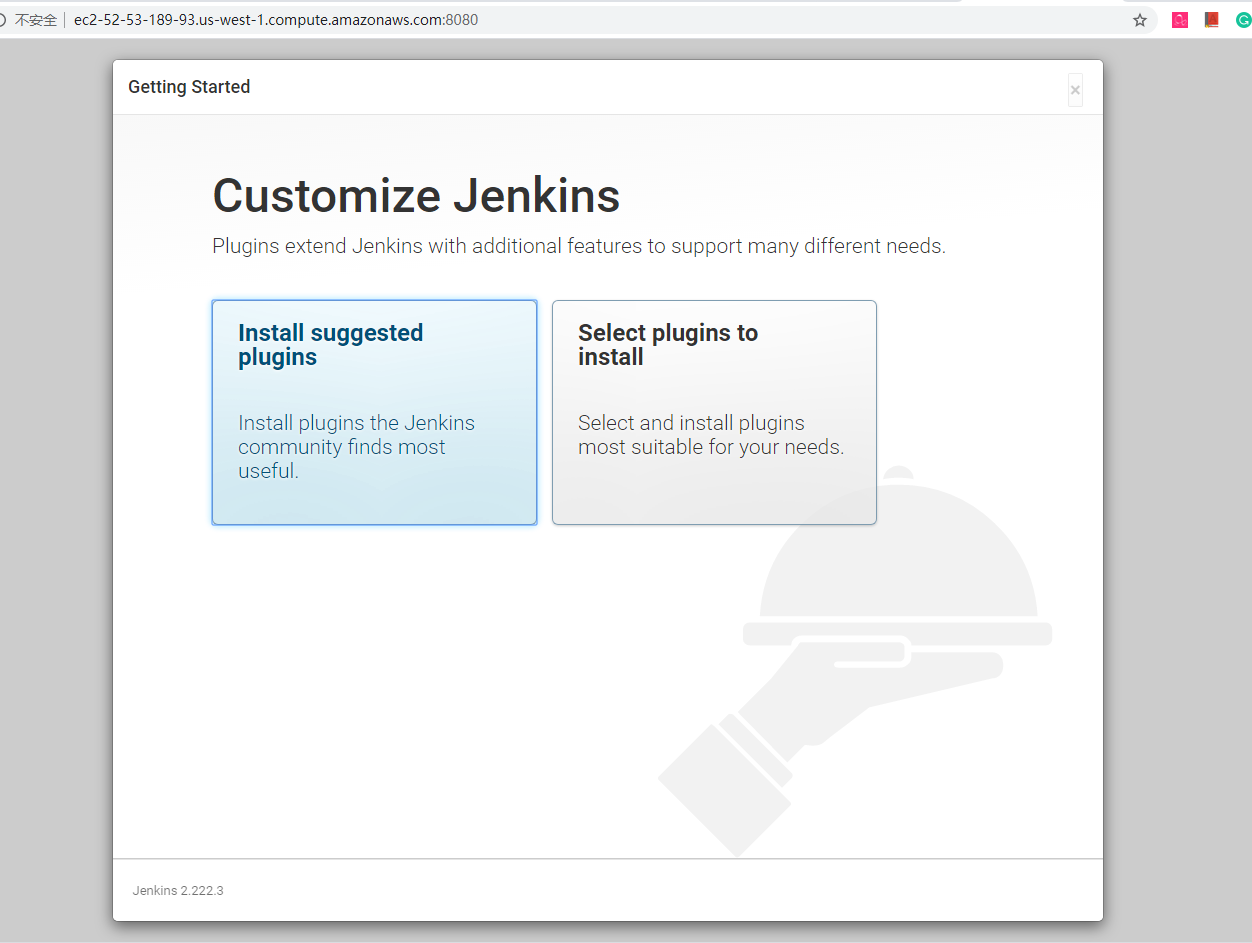 不安全 ec2-52-53-189-93.us-west-1.compute.amazonaws.com:8080
Getting Started
×
Customize Jenkins
Plugins extend Jenkins with additional features to support many different needs.
Install suggested
plugins
Install plugins the Jenkins
community finds most
useful.
Select plugins to
install
Select and install plugins
most suitable for your needs.
Jenkins 2.222.3